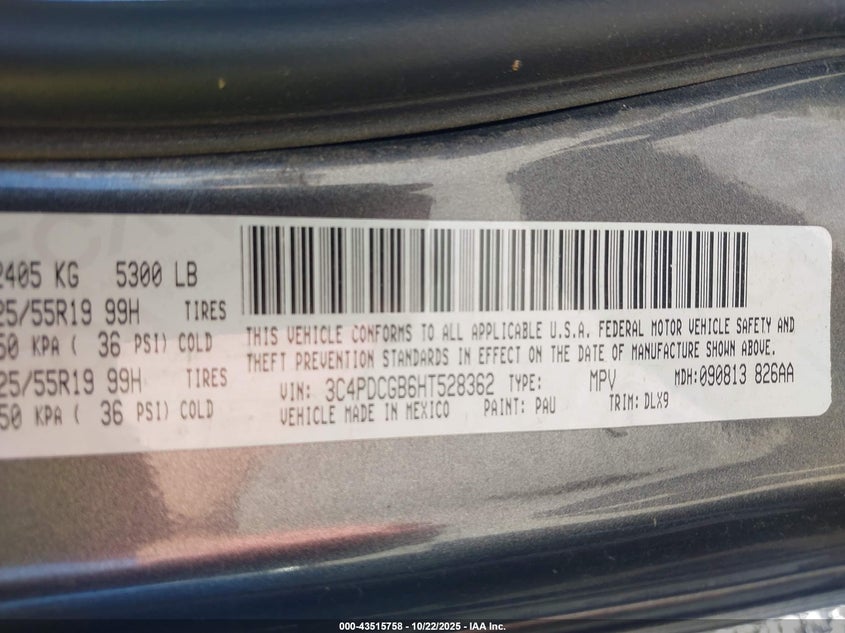 2405 KG 5300 LB
25/55R19 99H TIRES
50 KPA ( 36 PSI) COLD
25/55R19 99H TIRES
50 KPA ( 36 PSI) COLD
THIS VEHICLE CONFORMS TO ALL APPLICABLE U.S.A. FEDERAL MOTOR VEHICLE SAFETY AND
THEFT PREVENTION STANDARDS IN EFFECT ON THE DATE OF MANUFACTURE SHOWN ABOVE.
VIN: 3C4PDCGB6HT528362 TYPE: MPV MDH:090813 826AA
VEHICLE MADE IN MEXICO PAINT: PAU TRIM: DLX9
000-43515758 - 10/22/2025 - IAA Inc.